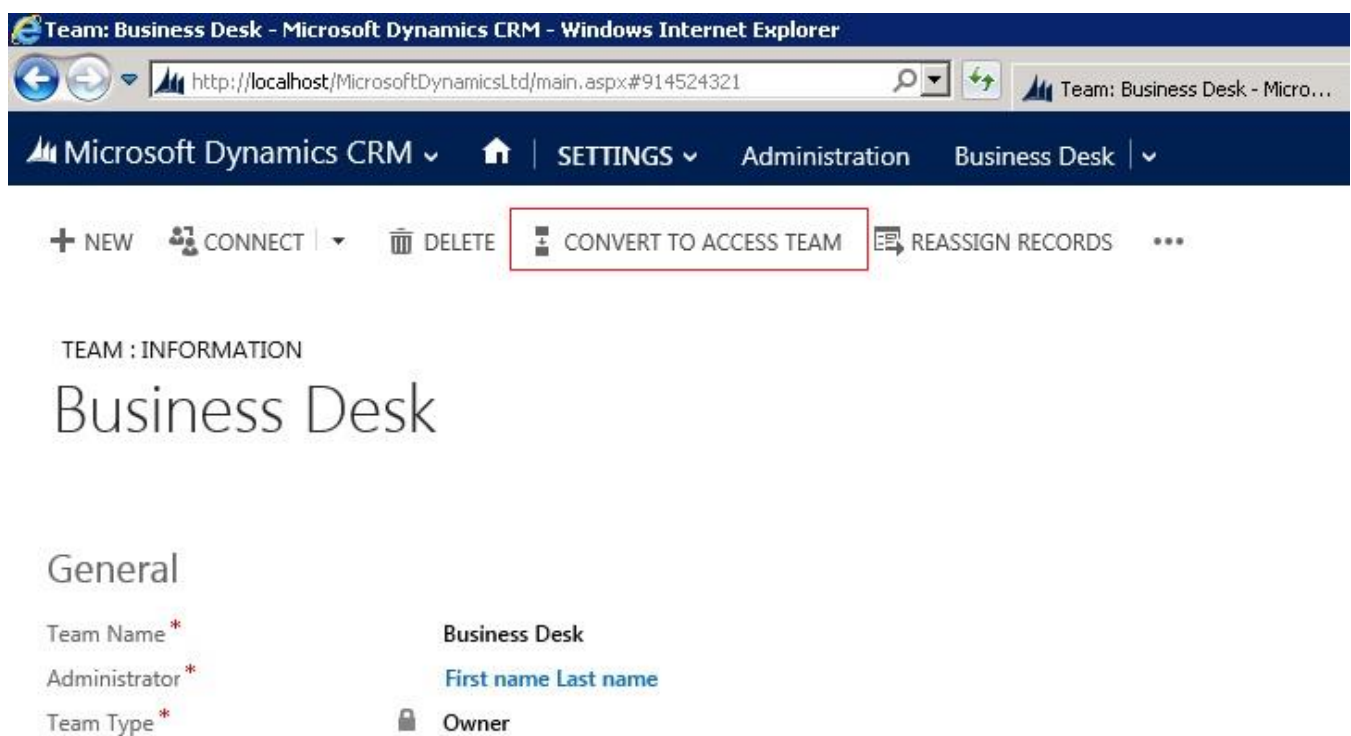 Team: Business Desk - Microsoft Dynamics CRM - Windows Internet Explorer
http://localhost/MicrosoftDynamicsLtd/main.aspx#914524321
Team: Business Desk - Micro...
Microsoft Dynamics CRM SETTINGS Administration Business Desk
NEW CONNECT DELETE CONVERT TO ACCESS TEAM REASSIGN RECORDS ...
TEAM : INFORMATION
Business Desk
General
Team Name* Business Desk
Administrator* First name Last name
Team Type* Owner